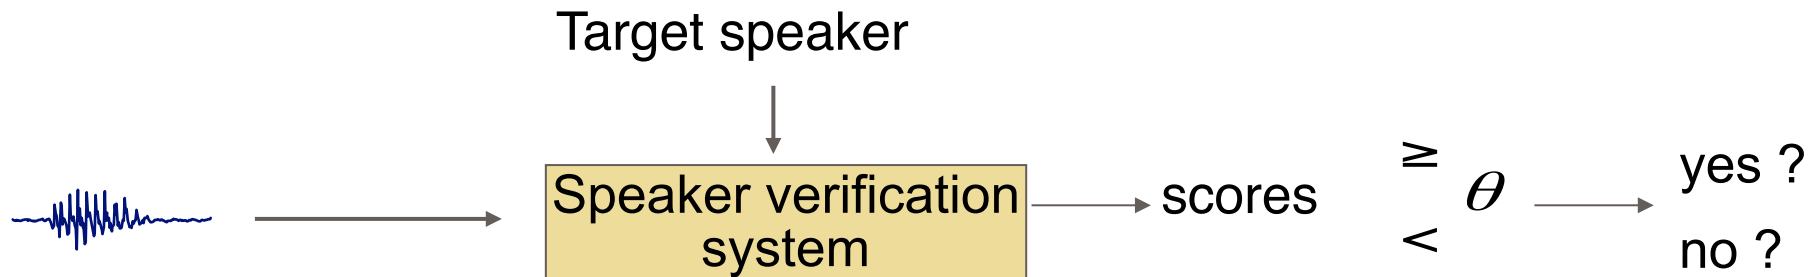 Target speaker
Speaker verification
system
scores
≥
<
θ
yes ?
no ?